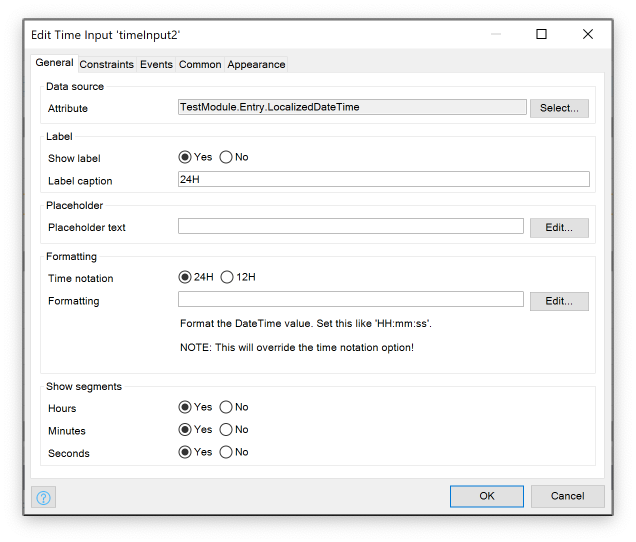 Edit Time Input 'timeInput2'
General Constraints Events Common Appearance
Data source
Attribute TestModule.Entry.LocalizedDateTime Select...
Label
Show label Yes No
Label caption 24H
Placeholder
Placeholder text Edit...
Formatting
Time notation 24H 12H
Formatting Edit...
Format the DateTime value. Set this like 'HH:mm:ss'.
NOTE: This will override the time notation option!
Show segments
Hours Yes No
Minutes Yes No
Seconds Yes No
? OK Cancel